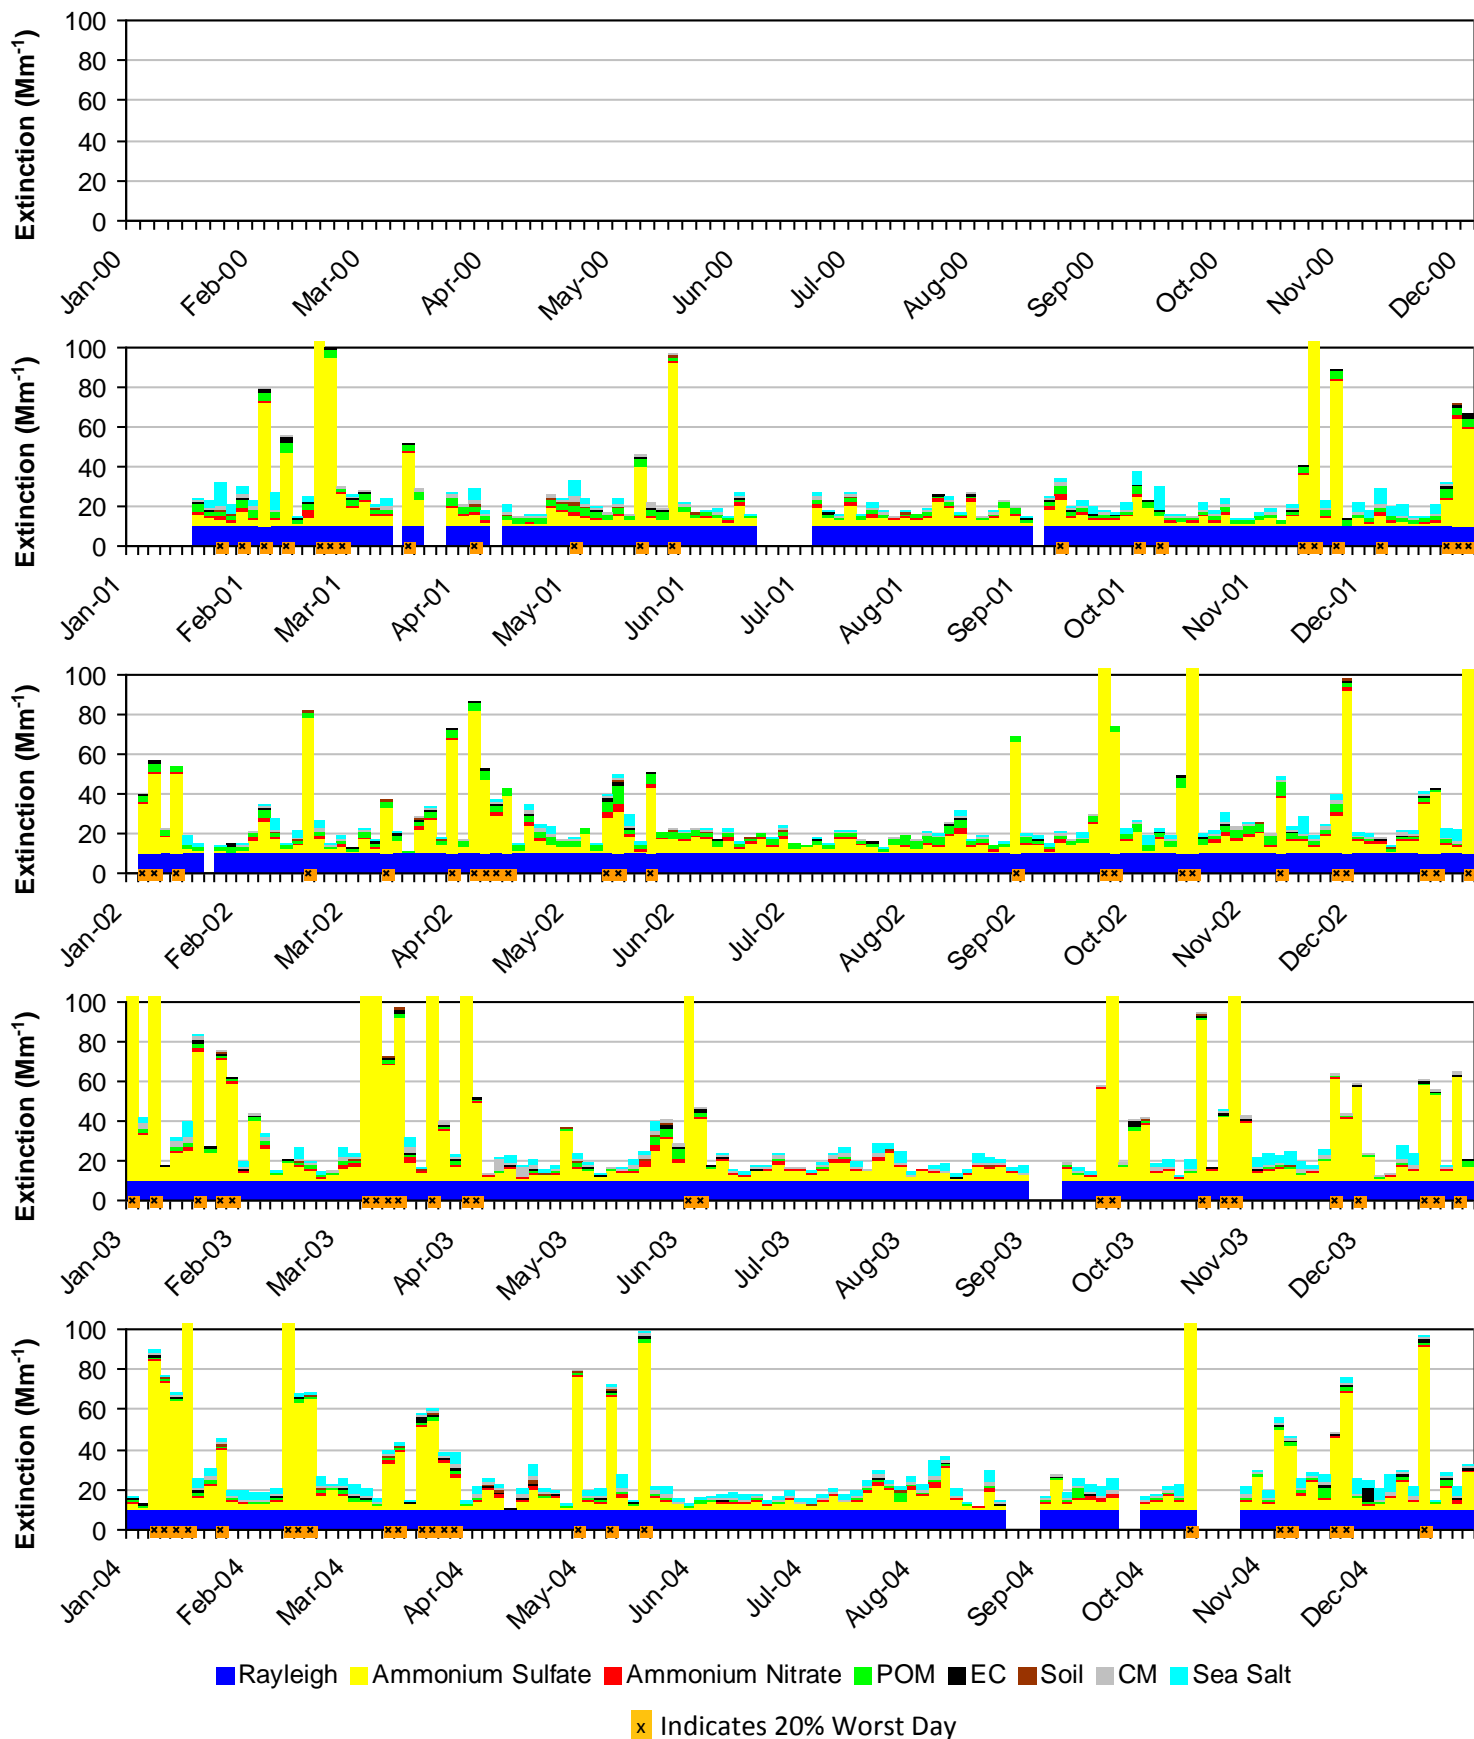 Extinction (Mm-1)
100
80
60
40
20
0
Jan-00 Feb-00 Mar-00 Apr-00 May-00 Jun-00 Jul-00 Aug-00 Sep-00 Oct-00 Nov-00 Dec-00
Extinction (Mm-1)
100
80
60
40
20
0
Jan-01 Feb-01 Mar-01 Apr-01 May-01 Jun-01 Jul-01 Aug-01 Sep-01 Oct-01 Nov-01 Dec-01
Extinction (Mm-1)
100
80
60
40
20
0
Jan-02 Feb-02 Mar-02 Apr-02 May-02 Jun-02 Jul-02 Aug-02 Sep-02 Oct-02 Nov-02 Dec-02
Extinction (Mm-1)
100
80
60
40
20
0
Jan-03 Feb-03 Mar-03 Apr-03 May-03 Jun-03 Jul-03 Aug-03 Sep-03 Oct-03 Nov-03 Dec-03
Extinction (Mm-1)
100
80
60
40
20
0
Jan-04 Feb-04 Mar-04 Apr-04 May-04 Jun-04 Jul-04 Aug-04 Sep-04 Oct-04 Nov-04 Dec-04
Rayleigh Ammonium Sulfate Ammonium Nitrate POM EC Soil CM Sea Salt
x Indicates 20% Worst Day